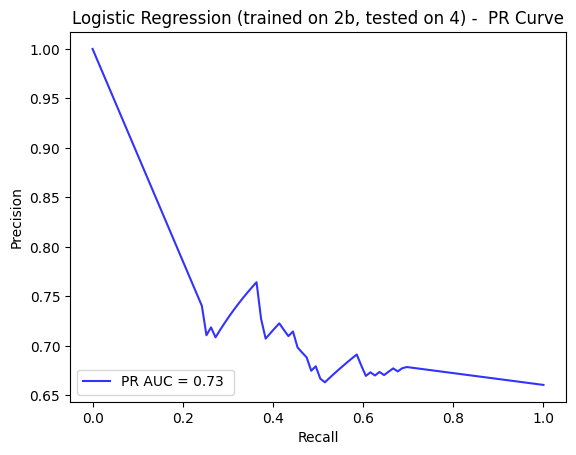 Logistic Regression (trained on 2b, tested on 4) -  PR Curve
1.00
0.95
0.90
0.85
0.80
0.75
0.70
0.65
Precision
PR AUC = 0.73
0.0 0.2 0.4 0.6 0.8 1.0
Recall